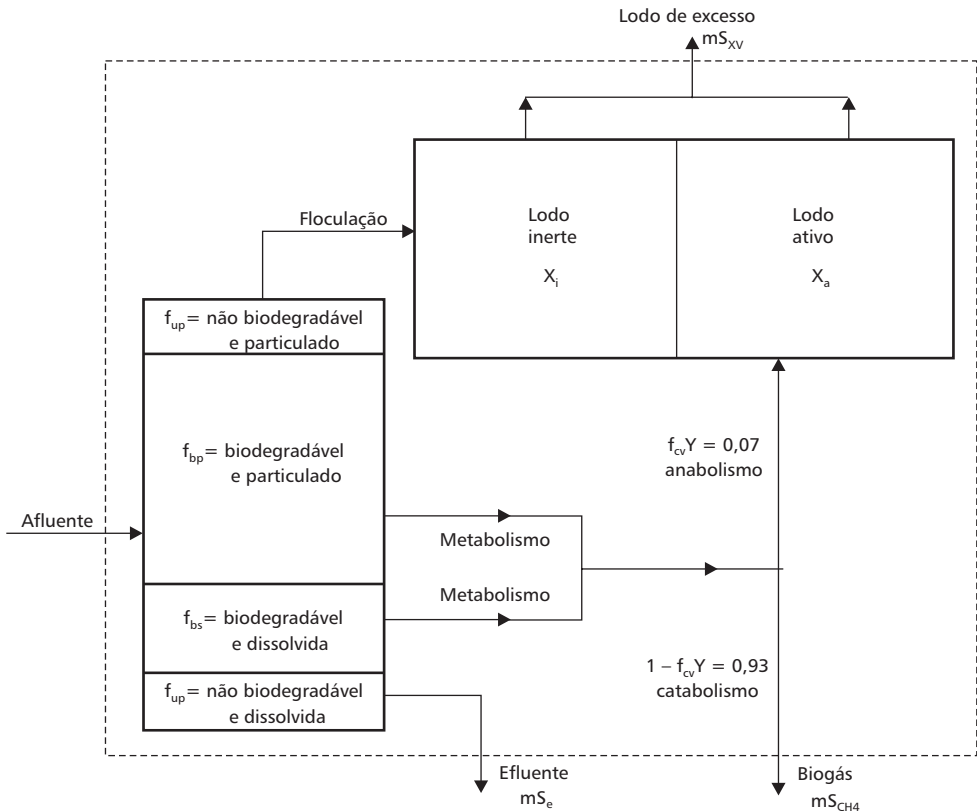 Lodo de excesso
mS_XV
Floculação
Lodo
inerte
X_i
Lodo
ativo
X_a
f_up= não biodegradável
e particulado
f_bp= biodegradável
e particulado
f_cvY = 0,07
anabolismo
Afluente
Metabolismo
Metabolismo
f_bs= biodegradável
e dissolvida
1 – f_cvY = 0,93
catabolismo
f_up= não biodegradável
e dissolvida
Efluente
mS_e
Biogás
mS_CH4